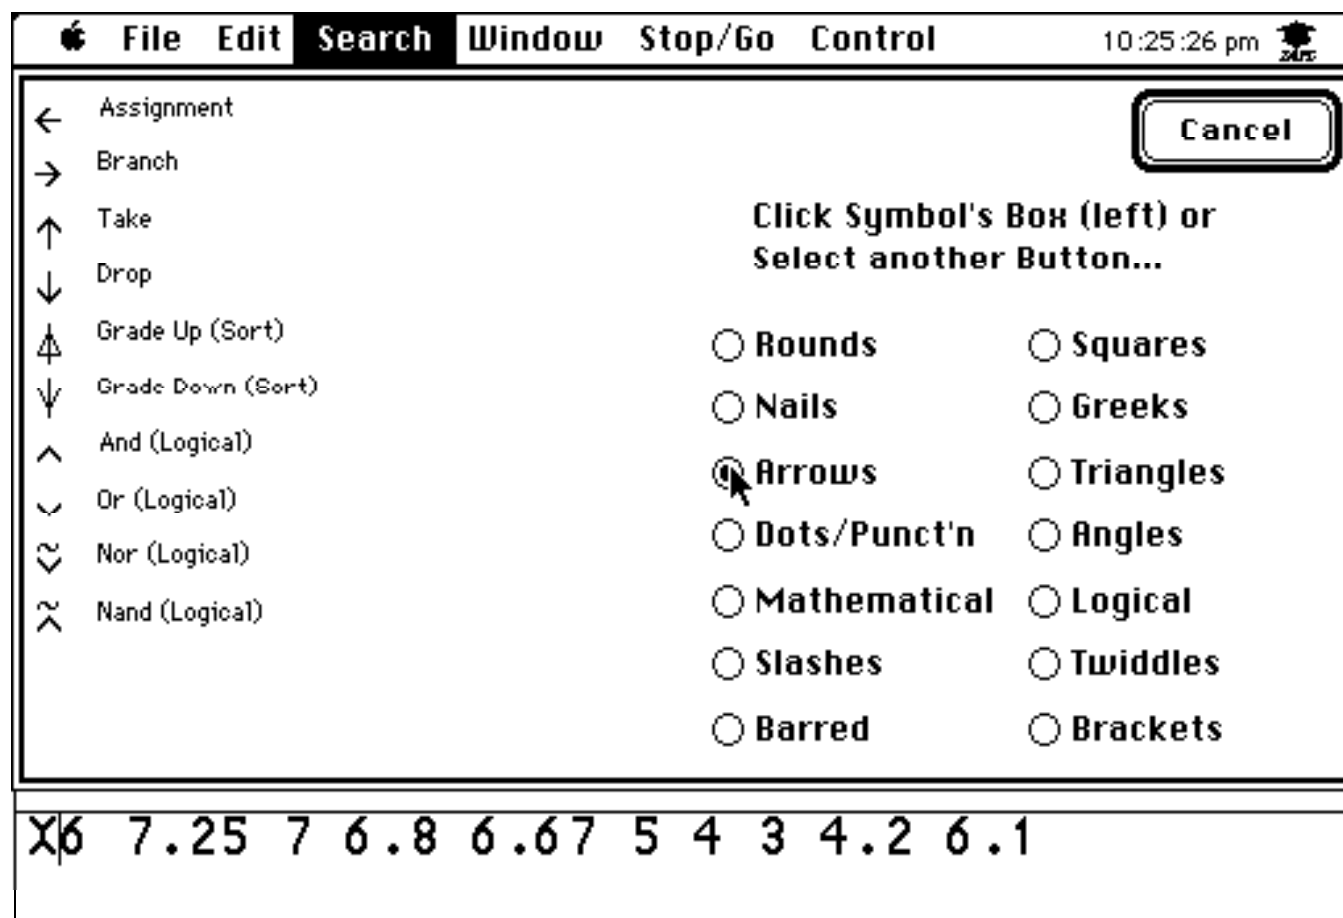 File Edit Search Window Stop/Go Control 10:25:26 pm
← Assignment
→ Branch
↑ Take
↓ Drop
⍋ Grade Up (Sort)
⍒ Grade Down (Sort)
∧ And (Logical)
∨ Or (Logical)
⍱ Nor (Logical)
⍲ Nand (Logical)
Cancel
Click Symbol's Box (left) or
Select another Button...
Rounds Squares
Nails Greeks
Arrows Triangles
Dots/Punct'n Angles
Mathematical Logical
Slashes Twiddles
Barred Brackets
X6 7.25 7 6.8 6.67 5 4 3 4.2 6.1